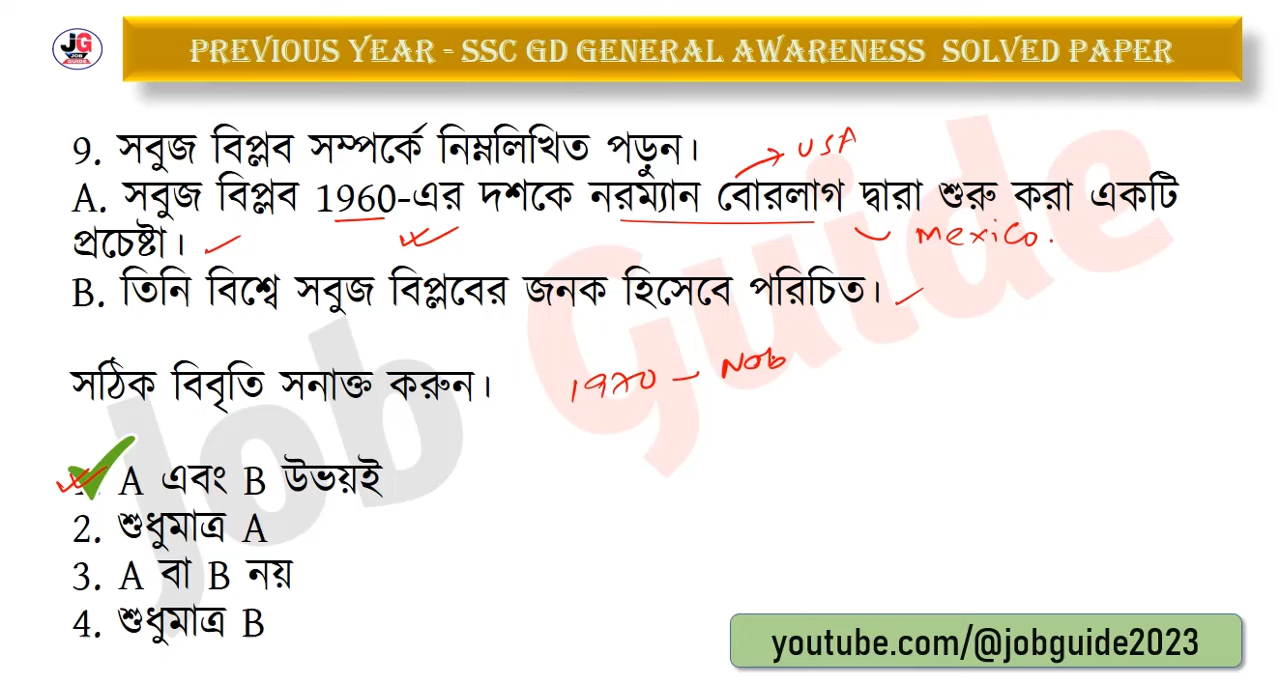 JG
JOB
GUIDE
PREVIOUS YEAR - SSC GD GENERAL AWARENESS SOLVED PAPER
9. সবুজ বিপ্লব সম্পর্কে নিম্নলিখিত পড়ুন।
USA
A. সবুজ বিপ্লব 1960-এর দশকে নরম্যান বোরলাগ দ্বারা শুরু করা একটি
প্রচেষ্টা।
Mexico.
B. তিনি বিশ্বে সবুজ বিপ্লবের জনক হিসেবে পরিচিত।
সঠিক বিবৃতি সনাক্ত করুন।
1970 - Nob
A এবং B উভয়ই
2. শুধুমাত্র A
3. A বা B নয়
4. শুধুমাত্র B
Job Guide
youtube.com/@jobguide2023